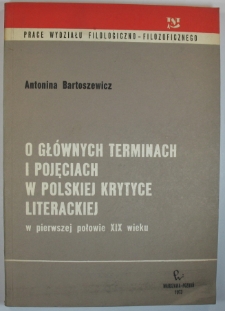 PRACE WYDZIAŁU FILOLOGICZNO-FILOZOFICZNEGO
Antonina Bartoszewicz
O GŁÓWNYCH TERMINACH
I POJĘCIACH
W POLSKIEJ KRYTYCE
LITERACKIEJ
w pierwszej połowie XIX wieku